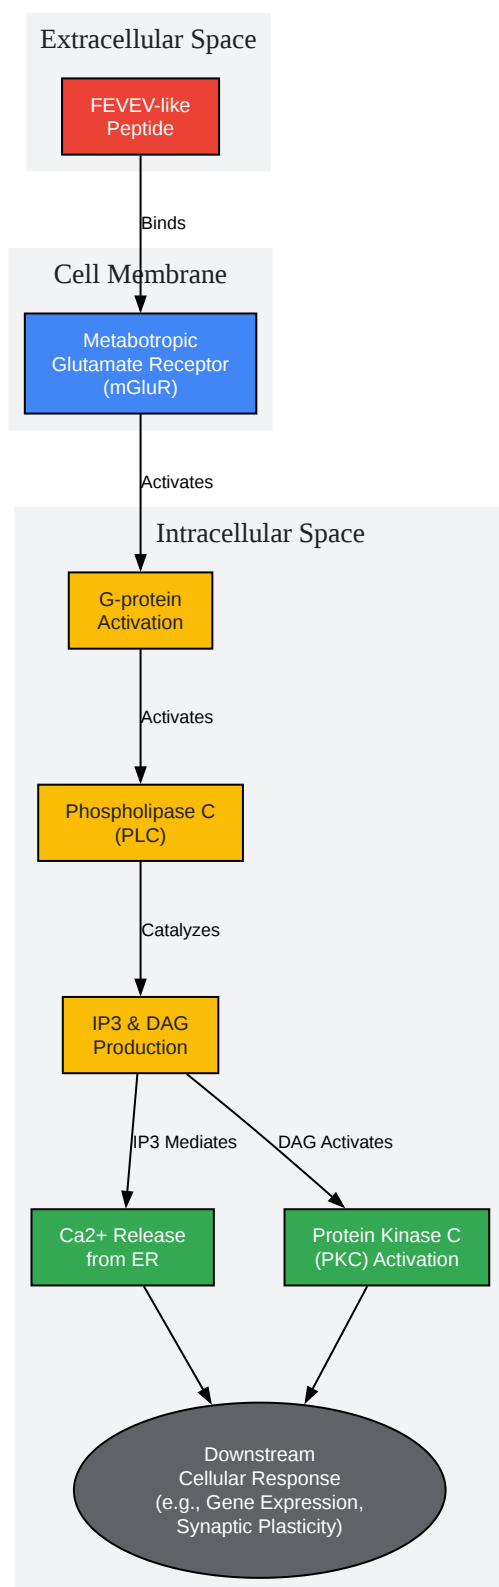 Extracellular Space
FEVEV-like
Peptide
Binds
Cell Membrane
Metabotropic
Glutamate Receptor
(mGluR)
Activates
Intracellular Space
G-protein
Activation
Activates
Phospholipase C
(PLC)
Catalyzes
IP3 & DAG
Production
IP3 Mediates
DAG Activates
Ca2+ Release
from ER
Protein Kinase C
(PKC) Activation
Downstream
Cellular Response
(e.g., Gene Expression,
Synaptic Plasticity)